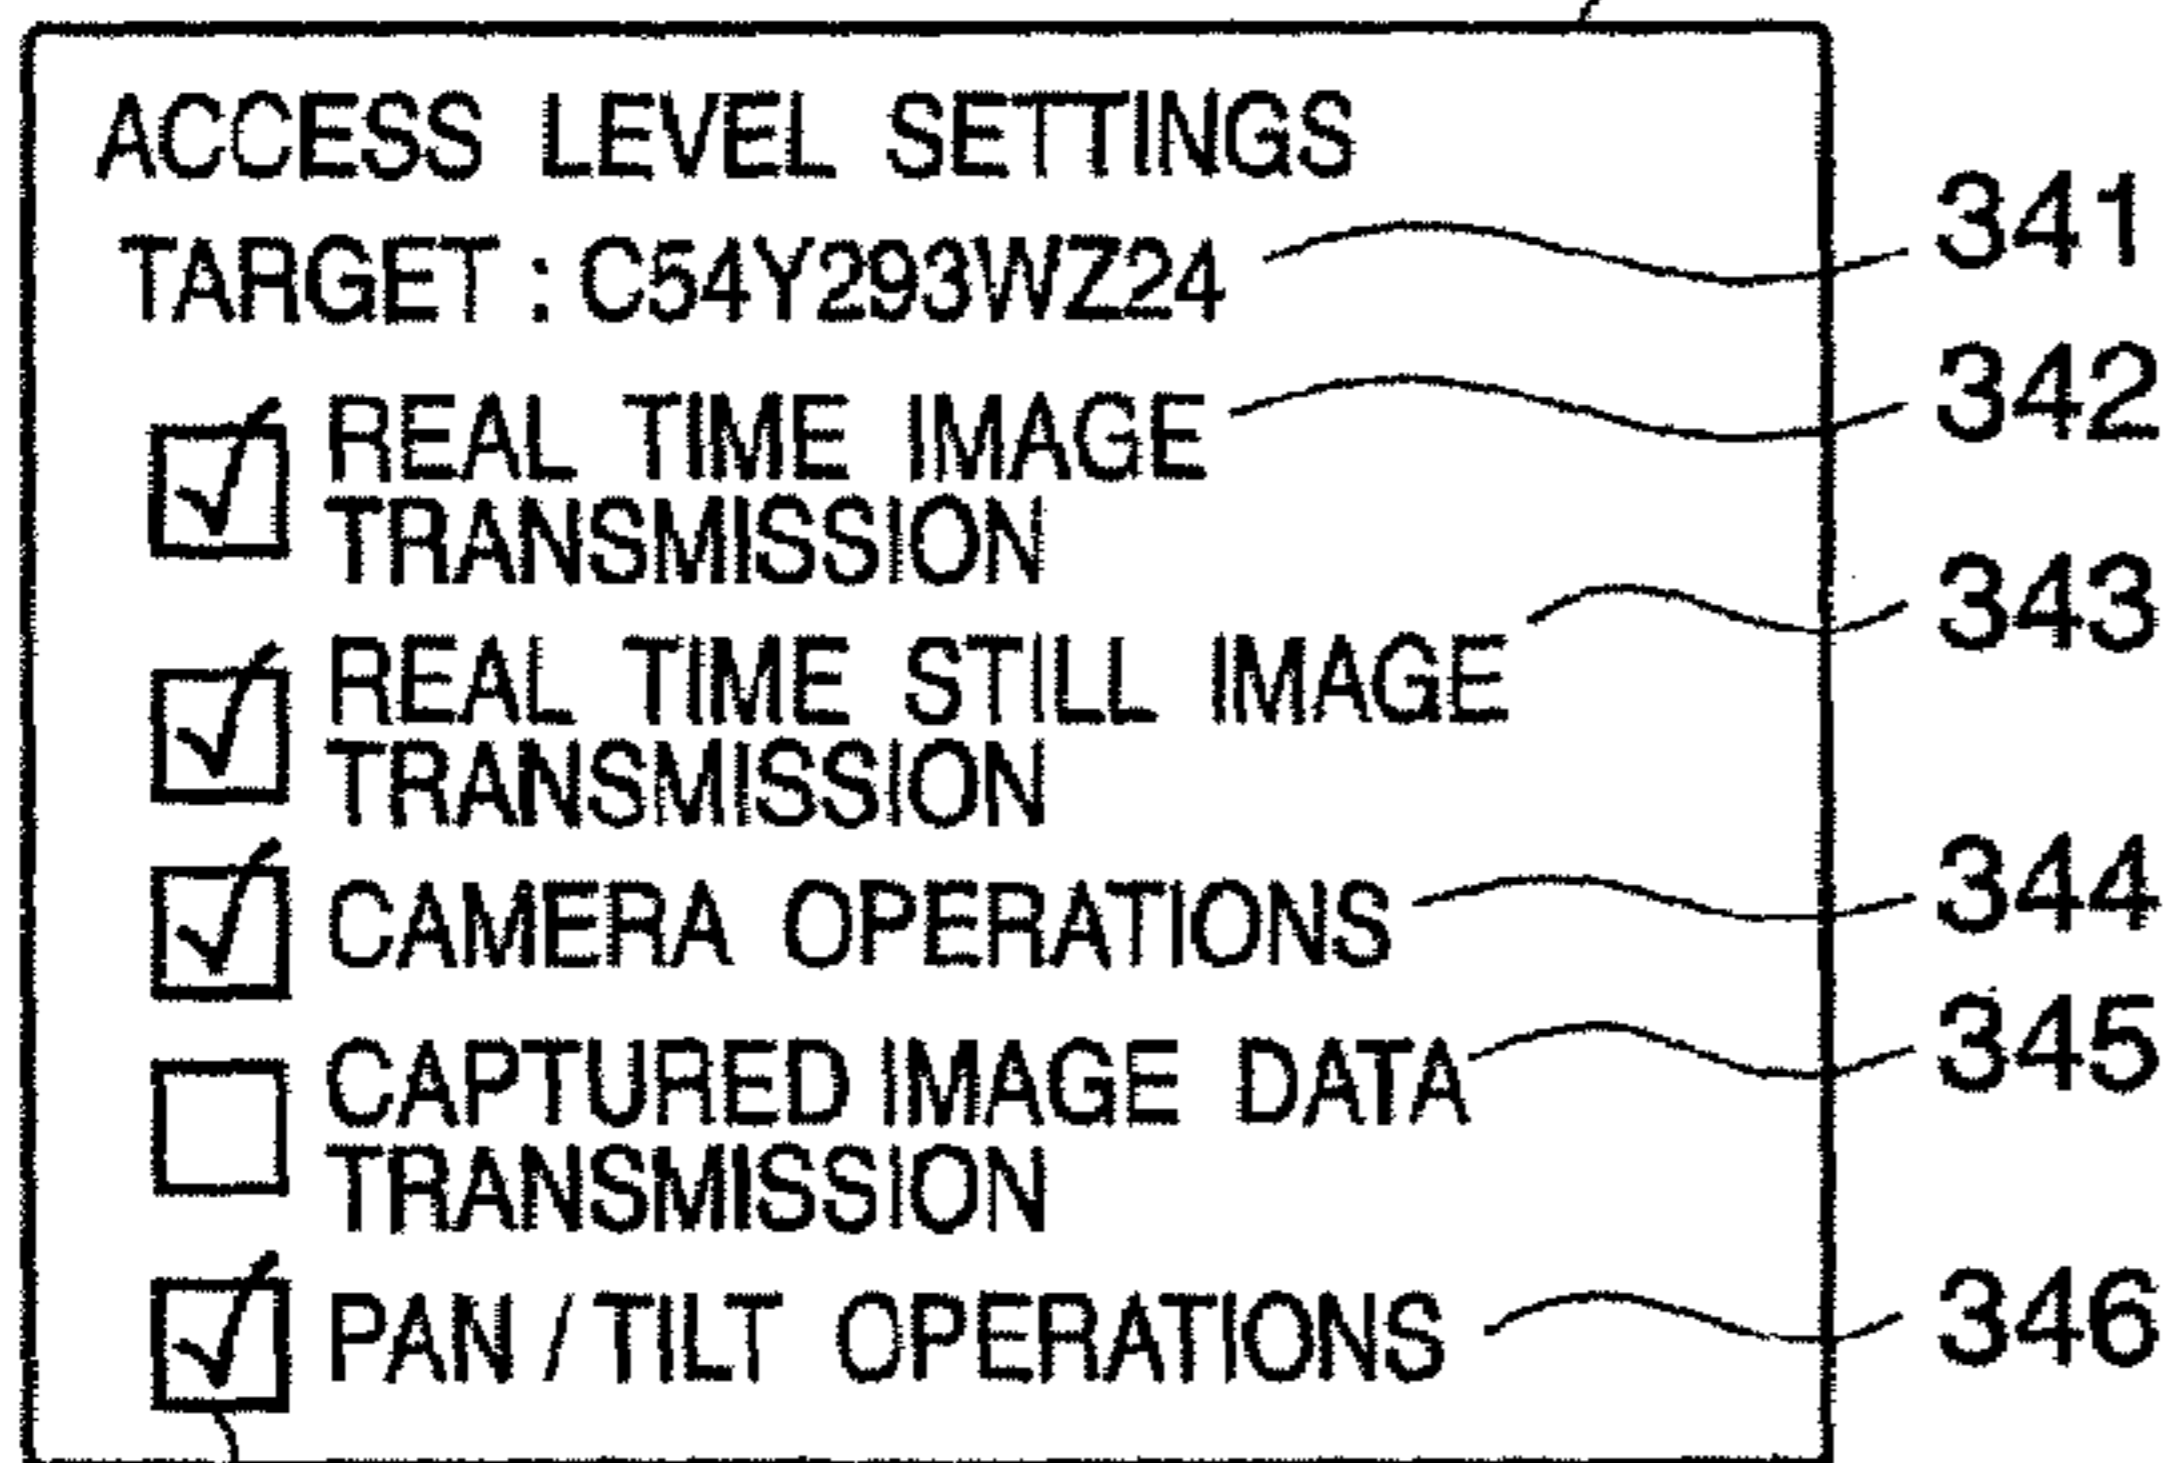 ACCESS LEVEL SETTINGS
TARGET : C54Y293WZ24
341
REAL TIME IMAGE
342
TRANSMISSION
REAL TIME STILL IMAGE
343
TRANSMISSION
CAMERA OPERATIONS
344
CAPTURED IMAGE DATA
345
TRANSMISSION
PAN / TILT OPERATIONS
346